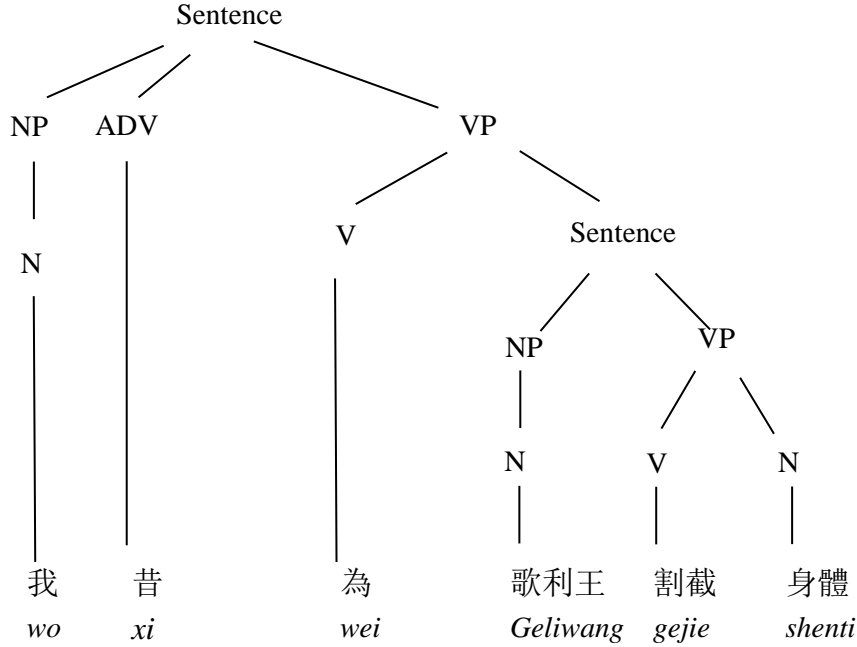 Sentence
NP ADV VP
V Sentence
N
NP VP
N V N
我 昔 為 歌利王 割截 身體
wo xi wei Geliwang gejie shenti